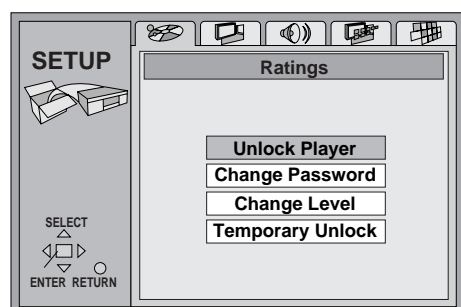 SETUP
Ratings
Unlock Player
Change Password
Change Level
Temporary Unlock
SELECT
ENTER RETURN